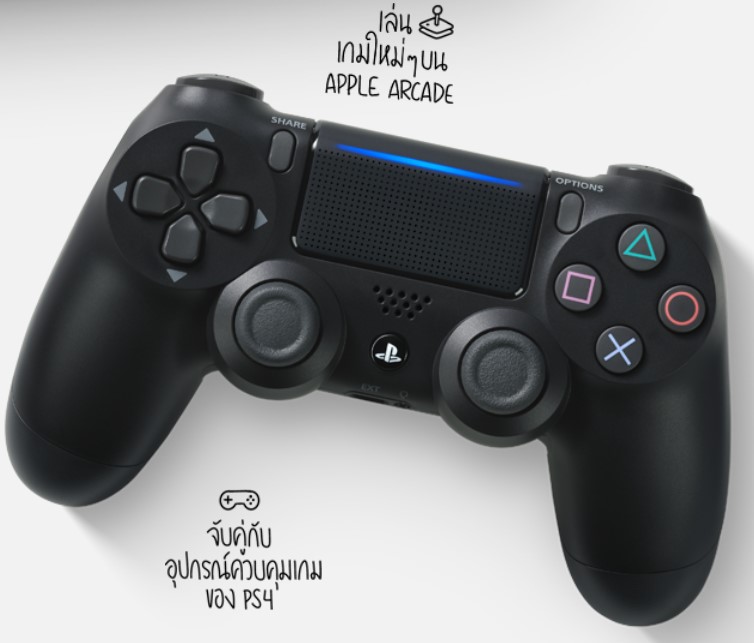 เล่น
เกมใหม่ๆบน
APPLE ARCADE
SHARE
OPTIONS
EXT
จับคู่กับ
อุปกรณ์ควบคุมเกม
ของ PS4